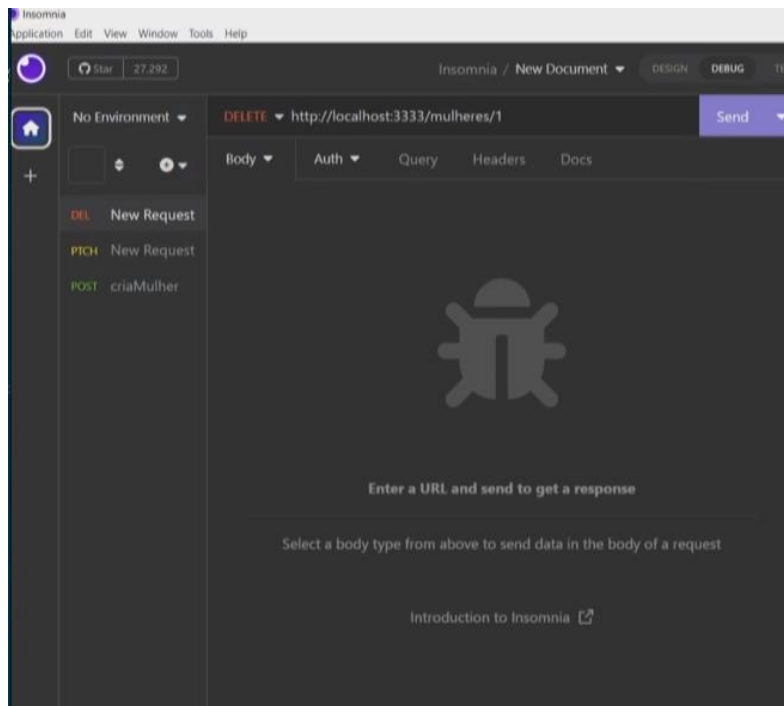 Insomnia
Application Edit View Window Tools Help
Star 27.292
Insomnia / New Document
DESIGN DEBUG
No Environment
DELETE http://localhost:3333/mulheres/1
Send
Body Auth Query Headers Docs
DEL New Request
PTCH New Request
POST criaMulher
Enter a URL and send to get a response
Select a body type from above to send data in the body of a request
Introduction to Insomnia